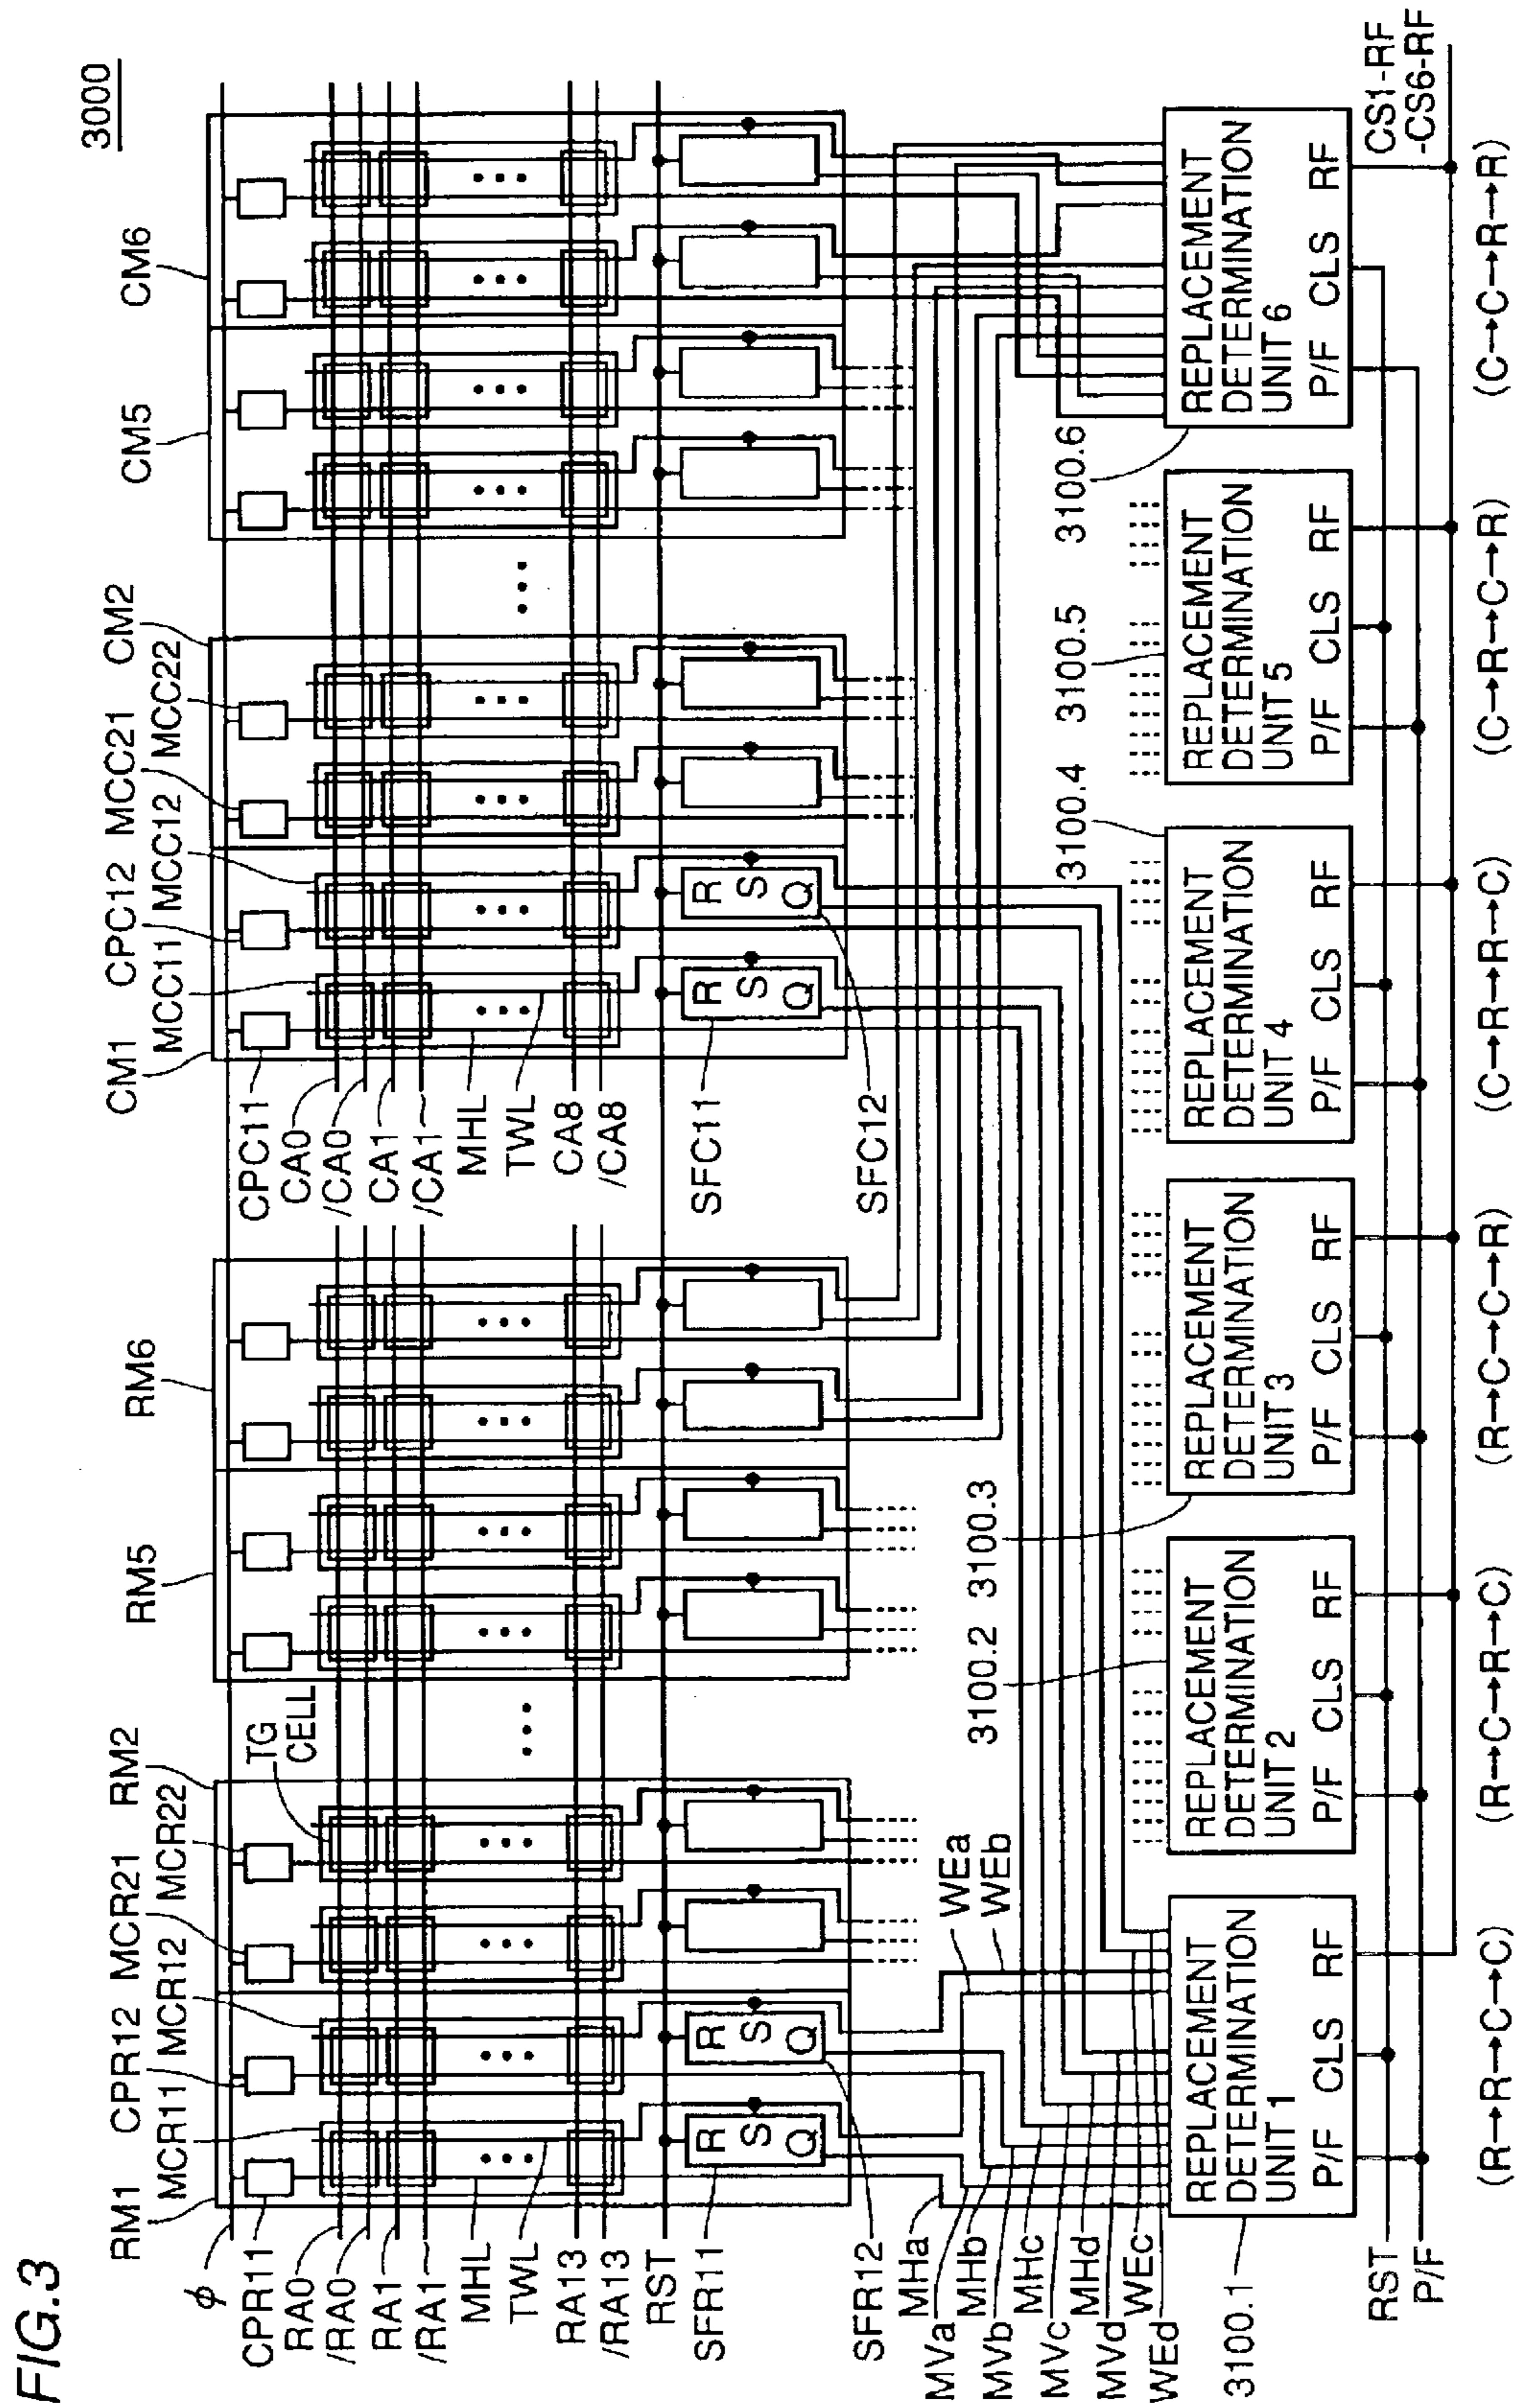 FIG.3
3000
RM1
CPR12
RM2
RM5
RM6
MCR11
MCR12
MCR21
MCR22
TG
CELL
CM1
CPC12
MCC21
CM2
CM5
CM6
MCC11
MCC12
MCC22
φ
CPR11
RA0
/RA0
RA1
/RA1
MHL
TWL
RA13
/RA13
RST
SFR11
SFR12
CPC11
CA0
/CA0
CA1
/CA1
MHL
TWL
CA8
/CA8
SFC11
SFC12
R
S
Q
R
S
Q
R
S
Q
R
S
Q
MHa
MVa
MHb
MVb
MHc
MVc
MHd
MVd
WEc
WEd
WEa
WEb
3100.1
3100.2
3100.3
3100.4
3100.5
3100.6
REPLACEMENT
DETERMINATION
UNIT 1
P/F CLS RF
REPLACEMENT
DETERMINATION
UNIT 2
P/F CLS RF
REPLACEMENT
DETERMINATION
UNIT 3
P/F CLS RF
REPLACEMENT
DETERMINATION
UNIT 4
P/F CLS RF
REPLACEMENT
DETERMINATION
UNIT 5
P/F CLS RF
REPLACEMENT
DETERMINATION
UNIT 6
P/F CLS RF
CS1-RF
-CS6-RF
RST
P/F
(R→R→C→C)
(R→C→R→C)
(R→C→C→R)
(C→R→R→C)
(C→R→C→R)
(C→C→R→R)